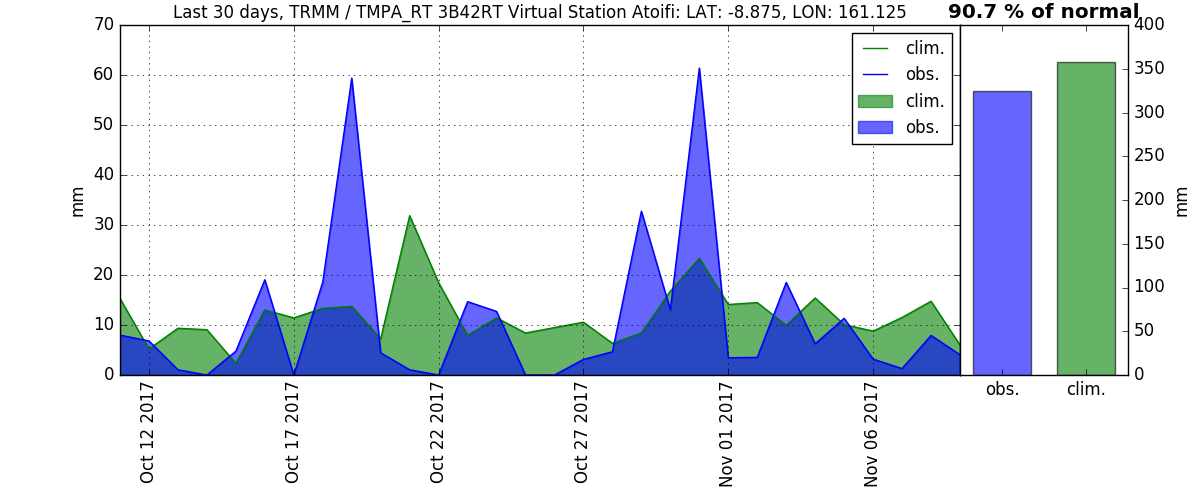 Last 30 days, TRMM / TMPA_RT 3B42RT Virtual Station Atoifi: LAT: -8.875, LON: 161.125
90.7 % of normal
70
60
50
40
30
20
10
0
mm
clim.
obs.
clim.
obs.
400
350
300
250
200
150
100
50
0
mm
Oct 12 2017
Oct 17 2017
Oct 22 2017
Oct 27 2017
Nov 01 2017
Nov 06 2017
obs.
clim.